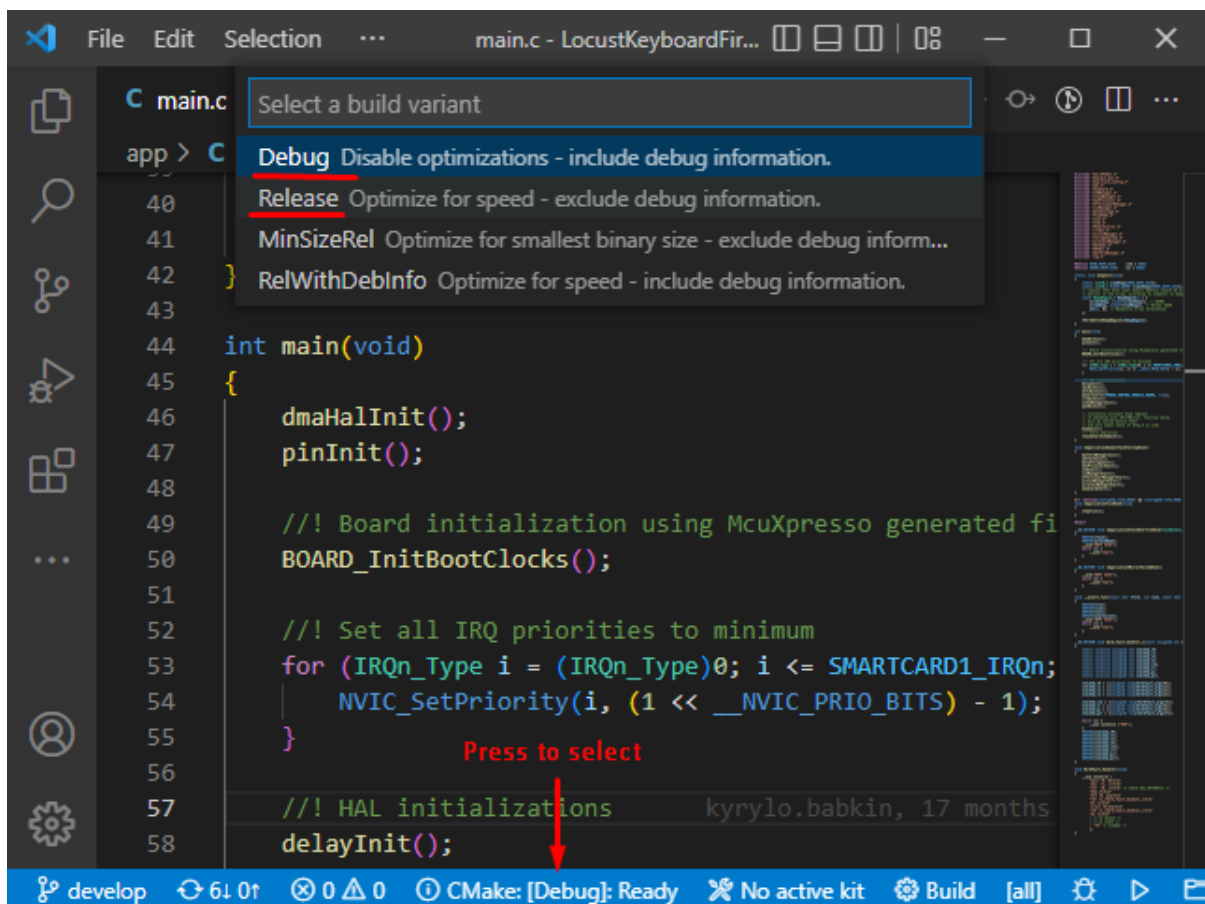 File Edit Selection ··· main.c - LocustKeyboardFir...
C main.c
Select a build variant
app > C
Debug Disable optimizations - include debug information.
Release Optimize for speed - exclude debug information.
MinSizeRel Optimize for smallest binary size - exclude debug inform...
RelWithDebInfo Optimize for speed - include debug information.
40
41
42 }
43
44 int main(void)
45 {
46 dmaHalInit();
47 pinInit();
48
49 //! Board initialization using McuXpresso generated fi
50 BOARD_InitBootClocks();
51
52 //! Set all IRQ priorities to minimum
53 for (IRQn_Type i = (IRQn_Type)0; i <= SMARTCARD1_IRQn;
54 NVIC_SetPriority(i, (1 << __NVIC_PRIO_BITS) - 1);
55 }
Press to select
56
57 //! HAL initializations kyrylo.babkin, 17 months
58 delayInit();
develop 6↓ 0↑ 0 0 CMake: [Debug]: Ready No active kit Build [all]